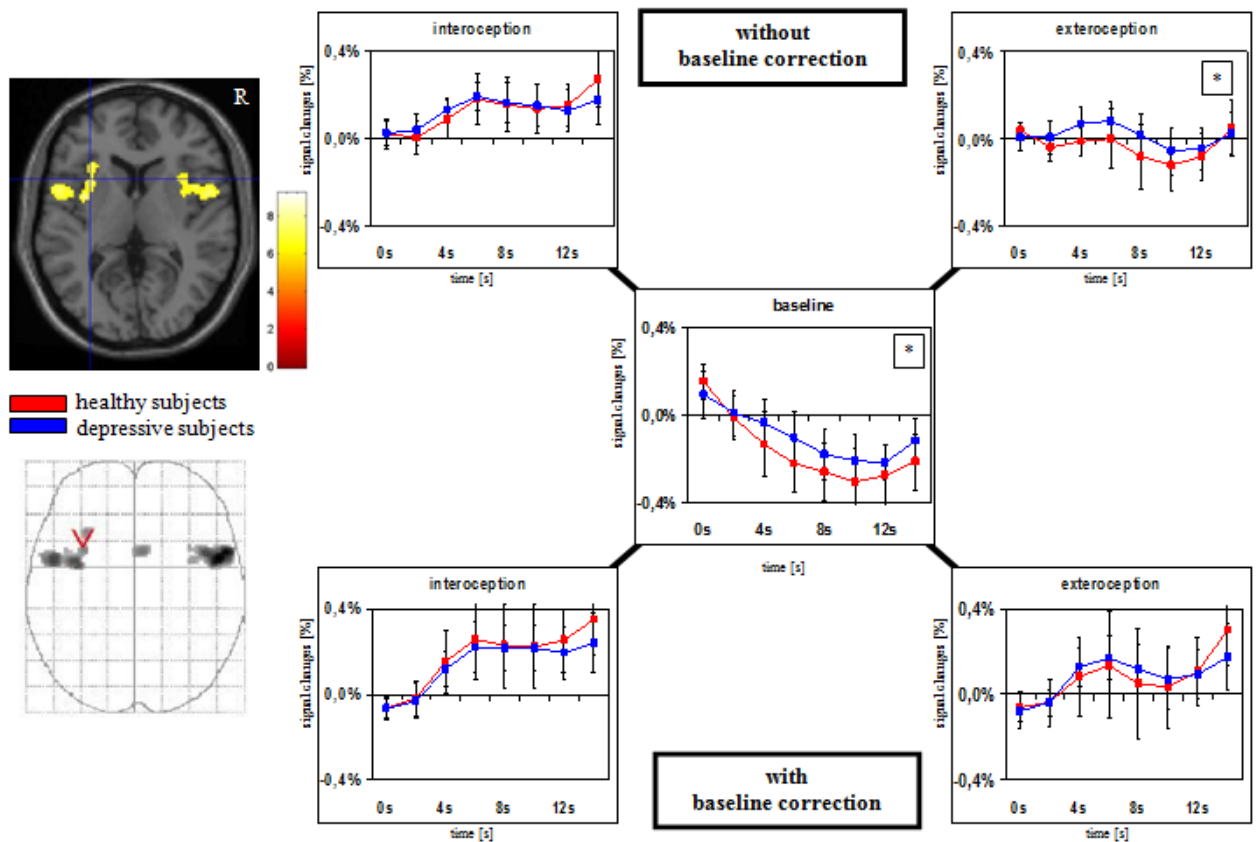 interoception
0,4%
0,0%
-0,4%
signal changes [%]
0s 4s 8s 12s
time [s]
without
baseline correction
exteroception
*
0,4%
0,0%
-0,4%
signal changes [%]
0s 4s 8s 12s
time [s]
R
8
6
4
2
0
healthy subjects
depressive subjects
baseline
*
0,4%
0,0%
-0,4%
signal changes [%]
0s 4s 8s 12s
time [s]
interoception
0,4%
0,0%
-0,4%
signal changes [%]
0s 4s 8s 12s
time [s]
with
baseline correction
exteroception
0,4%
0,0%
-0,4%
signal changes [%]
0s 4s 8s 12s
time [s]